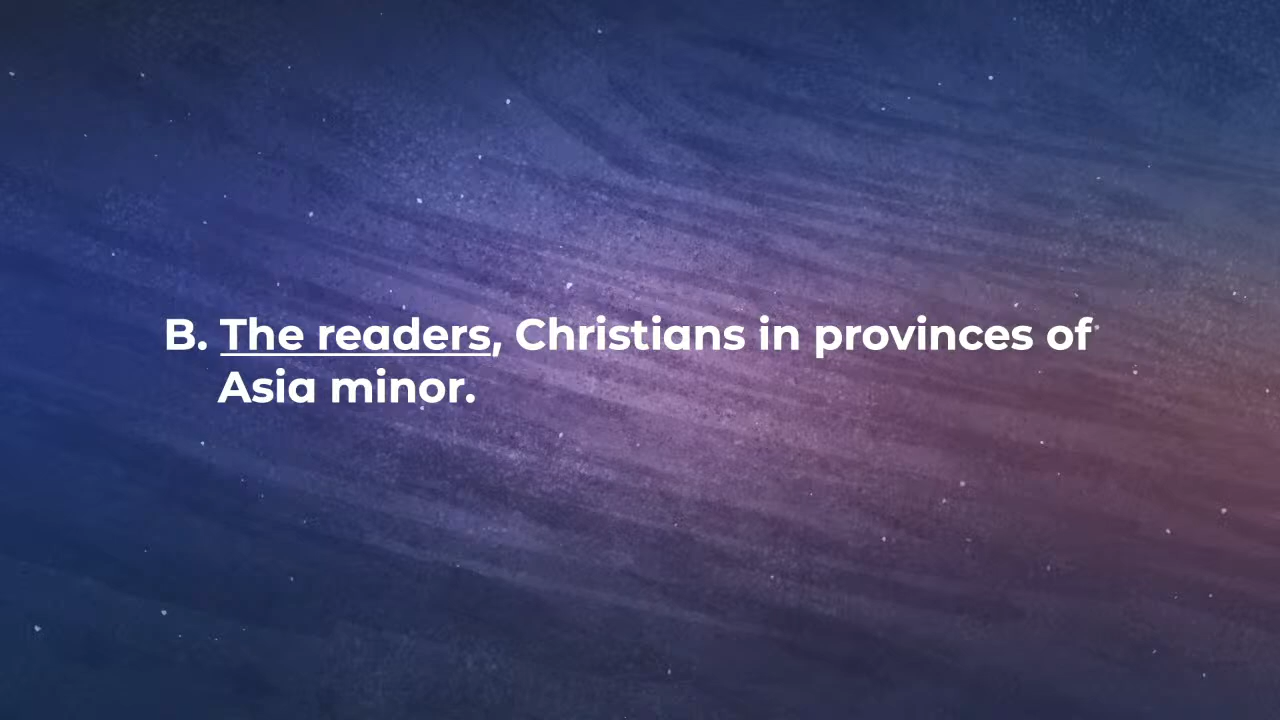 B. The readers, Christians in provinces of
Asia minor.